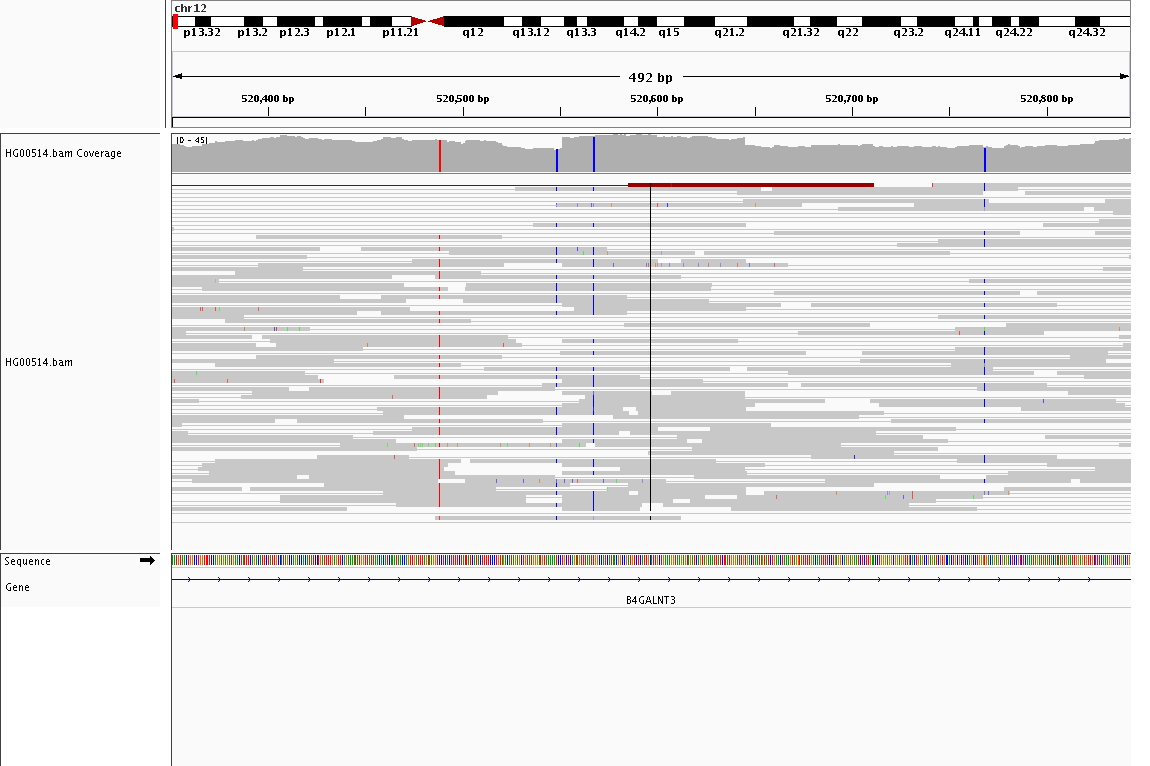 chr12
p13.32 p13.2 p12.3 p12.1 p11.21 q12 q13.12 q13.3 q14.2 q15 q21.2 q21.32 q22 q23.2 q24.11 q24.22 q24.32
492 bp
520,400 bp 520,500 bp 520,600 bp 520,700 bp 520,800 bp
[0 - 45]
HG00514.bam Coverage
HG00514.bam
Sequence
Gene
B4GALNT3